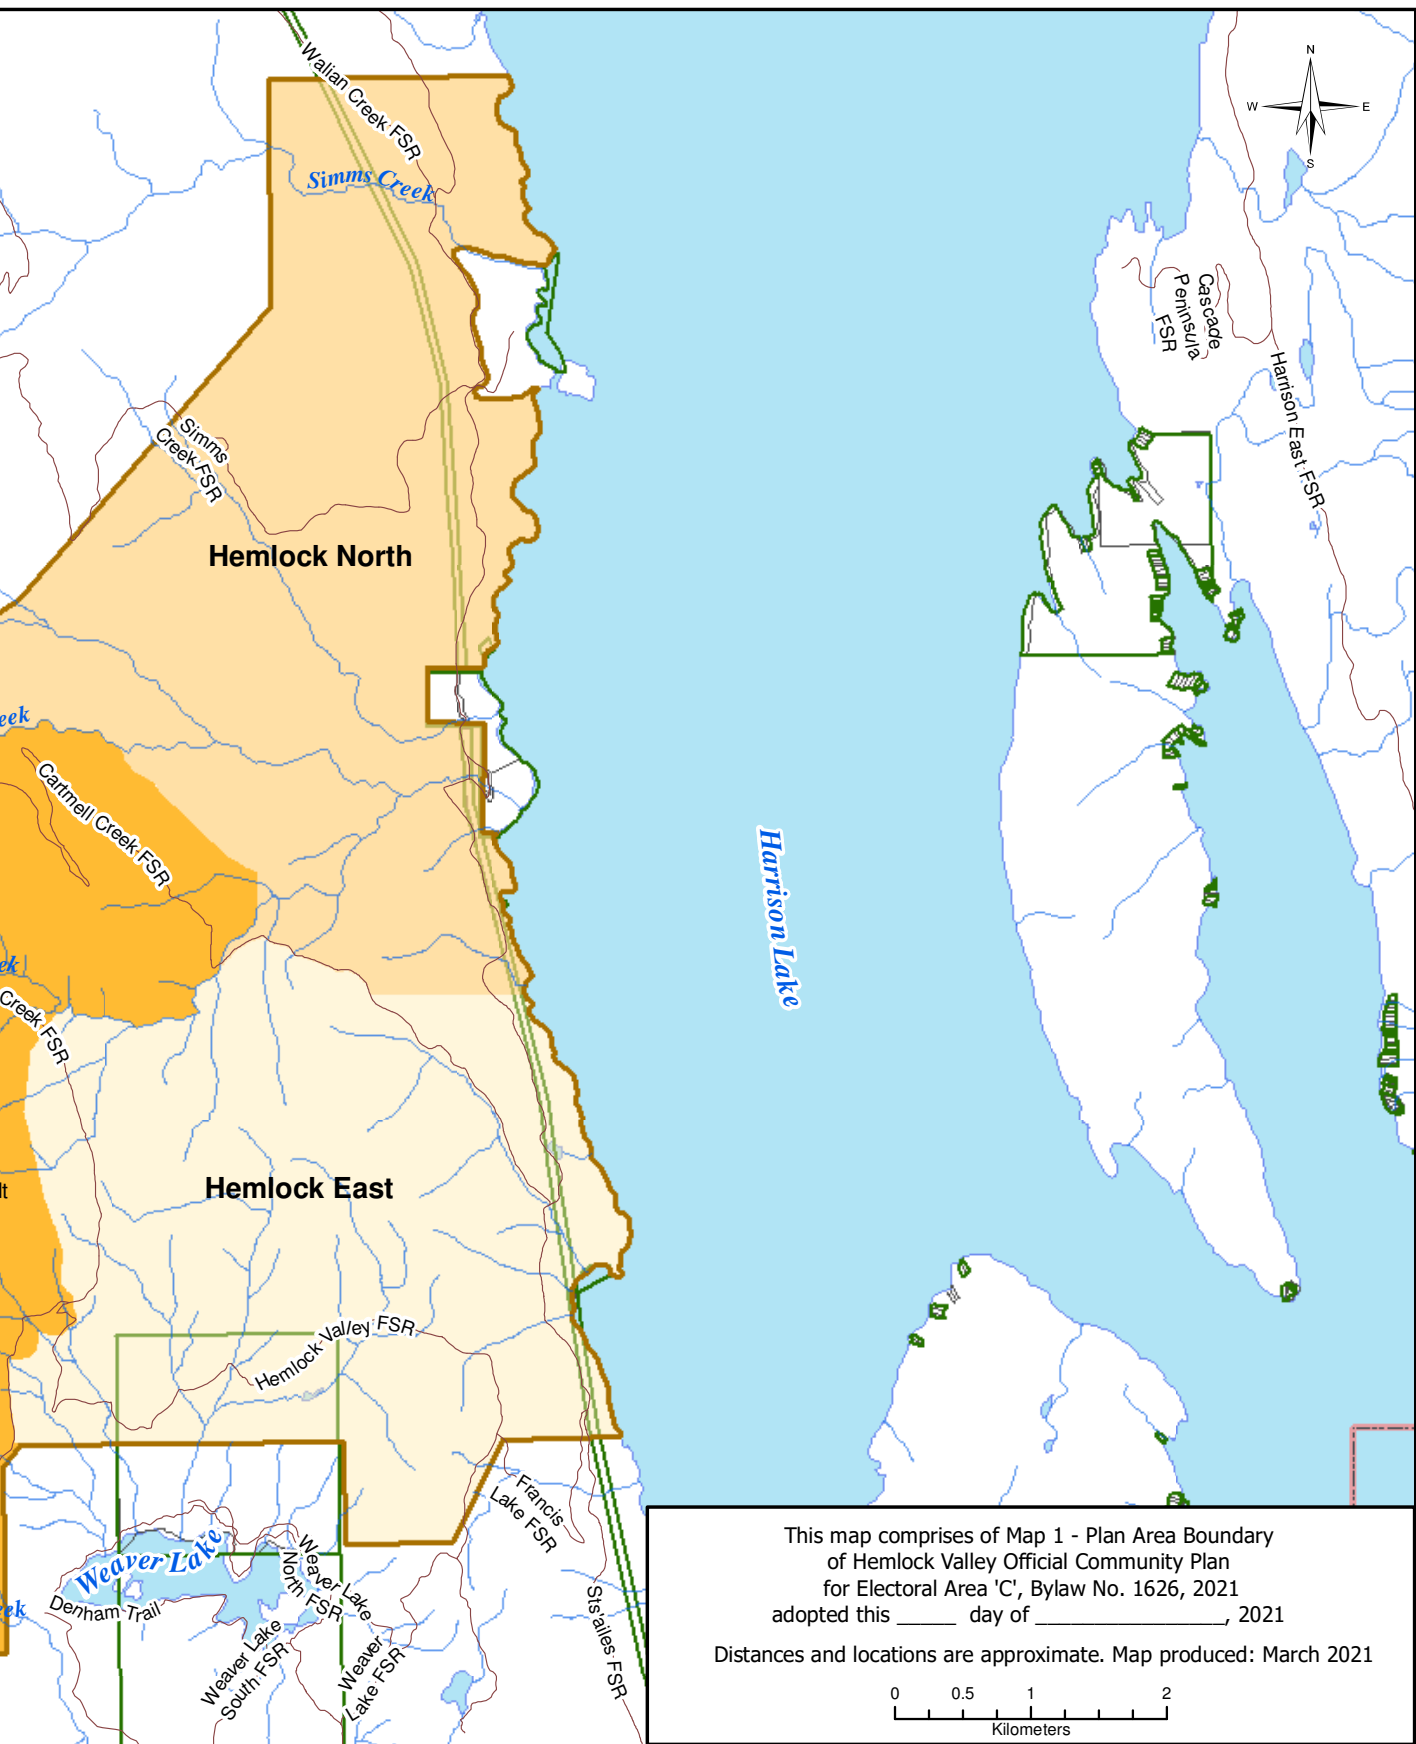 N
W
E
S
Walian Creek FSR
Simms Creek
Cascade
Peninsula
FSR
Harrison East FSR
Simms
Creek FSR
Hemlock North
eek
Cartmell Creek FSR
Harrison Lake
ek
Creek FSR
Hemlock East
lt
Hemlock Valley FSR
Francis
Lake FSR
Weaver Lake
Weaver Lake
North FSR
Denham Trail
eek
Weaver Lake
South FSR
Weaver
Lake FSR
Sts'ailes FSR
This map comprises of Map 1 - Plan Area Boundary
of Hemlock Valley Official Community Plan
for Electoral Area 'C', Bylaw No. 1626, 2021
adopted this _____ day of ________________, 2021
Distances and locations are approximate. Map produced: March 2021
0 0.5 1 2
Kilometers